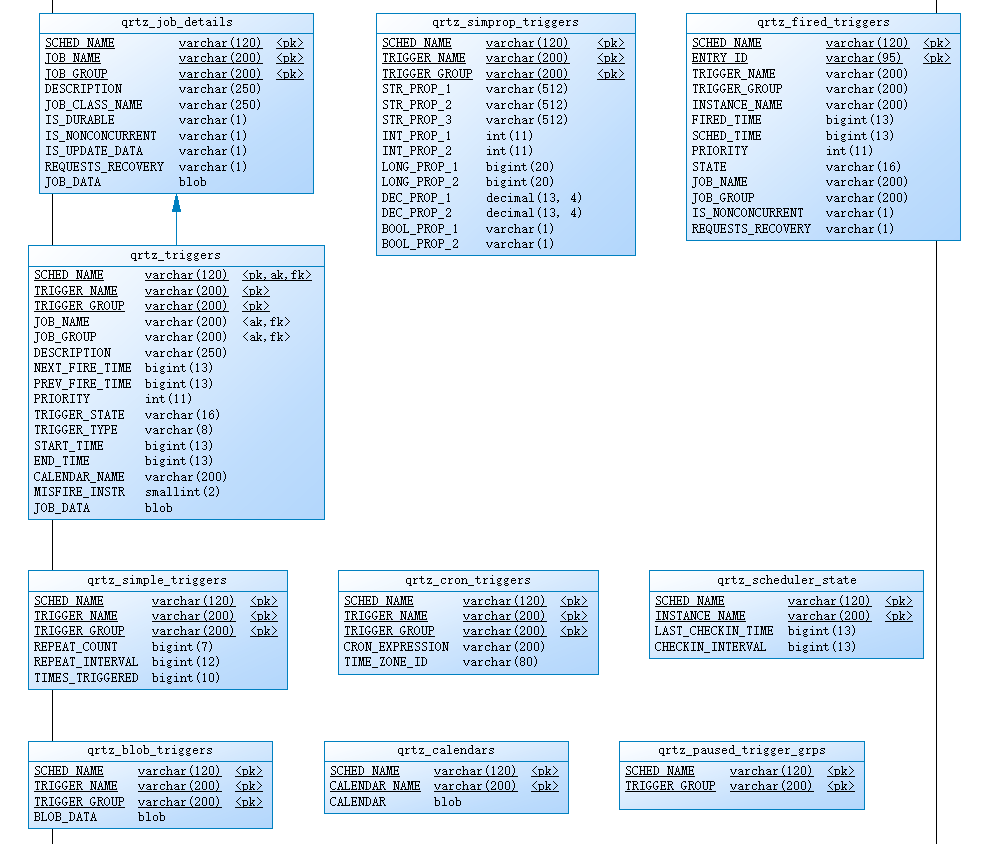 qrtz_job_details
SCHED_NAME varchar(120) <pk>
JOB_NAME varchar(200) <pk>
JOB_GROUP varchar(200) <pk>
DESCRIPTION varchar(250)
JOB_CLASS_NAME varchar(250)
IS_DURABLE varchar(1)
IS_NONCONCURRENT varchar(1)
IS_UPDATE_DATA varchar(1)
REQUESTS_RECOVERY varchar(1)
JOB_DATA blob
qrtz_simprop_triggers
SCHED_NAME varchar(120) <pk>
TRIGGER_NAME varchar(200) <pk>
TRIGGER_GROUP varchar(200) <pk>
STR_PROP_1 varchar(512)
STR_PROP_2 varchar(512)
STR_PROP_3 varchar(512)
INT_PROP_1 int(11)
INT_PROP_2 int(11)
LONG_PROP_1 bigint(20)
LONG_PROP_2 bigint(20)
DEC_PROP_1 decimal(13, 4)
DEC_PROP_2 decimal(13, 4)
BOOL_PROP_1 varchar(1)
BOOL_PROP_2 varchar(1)
qrtz_fired_triggers
SCHED_NAME varchar(120) <pk>
ENTRY_ID varchar(95) <pk>
TRIGGER_NAME varchar(200)
TRIGGER_GROUP varchar(200)
INSTANCE_NAME varchar(200)
FIRED_TIME bigint(13)
SCHED_TIME bigint(13)
PRIORITY int(11)
STATE varchar(16)
JOB_NAME varchar(200)
JOB_GROUP varchar(200)
IS_NONCONCURRENT varchar(1)
REQUESTS_RECOVERY varchar(1)
qrtz_triggers
SCHED_NAME varchar(120) <pk,ak,fk>
TRIGGER_NAME varchar(200) <pk>
TRIGGER_GROUP varchar(200) <pk>
JOB_NAME varchar(200) <ak,fk>
JOB_GROUP varchar(200) <ak,fk>
DESCRIPTION varchar(250)
NEXT_FIRE_TIME bigint(13)
PREV_FIRE_TIME bigint(13)
PRIORITY int(11)
TRIGGER_STATE varchar(16)
TRIGGER_TYPE varchar(8)
START_TIME bigint(13)
END_TIME bigint(13)
CALENDAR_NAME varchar(200)
MISFIRE_INSTR smallint(2)
JOB_DATA blob
qrtz_simple_triggers
SCHED_NAME varchar(120) <pk>
TRIGGER_NAME varchar(200) <pk>
TRIGGER_GROUP varchar(200) <pk>
REPEAT_COUNT bigint(7)
REPEAT_INTERVAL bigint(12)
TIMES_TRIGGERED bigint(10)
qrtz_cron_triggers
SCHED_NAME varchar(120) <pk>
TRIGGER_NAME varchar(200) <pk>
TRIGGER_GROUP varchar(200) <pk>
CRON_EXPRESSION varchar(200)
TIME_ZONE_ID varchar(80)
qrtz_scheduler_state
SCHED_NAME varchar(120) <pk>
INSTANCE_NAME varchar(200) <pk>
LAST_CHECKIN_TIME bigint(13)
CHECKIN_INTERVAL bigint(13)
qrtz_blob_triggers
SCHED_NAME varchar(120) <pk>
TRIGGER_NAME varchar(200) <pk>
TRIGGER_GROUP varchar(200) <pk>
BLOB_DATA blob
qrtz_calendars
SCHED_NAME varchar(120) <pk>
CALENDAR_NAME varchar(200) <pk>
CALENDAR blob
qrtz_paused_trigger_grps
SCHED_NAME varchar(120) <pk>
TRIGGER_GROUP varchar(200) <pk>